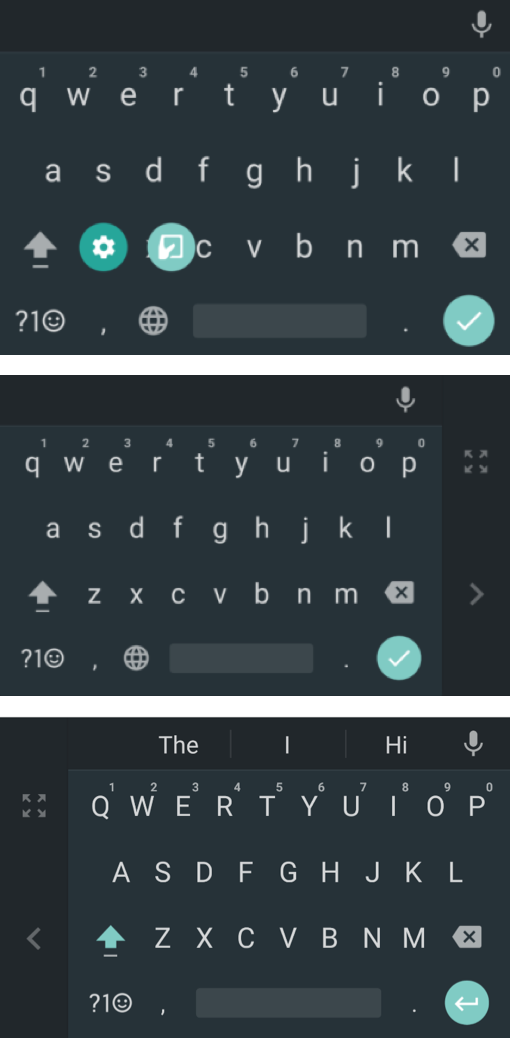 1 2 3 4 5 6 7 8 9 0
q w e r t y u i o p
a s d f g h j k l
c v b n m
?1☺ , .
1 2 3 4 5 6 7 8 9 0
q w e r t y u i o p
a s d f g h j k l
z x c v b n m
?1☺ , .
The I Hi
1 2 3 4 5 6 7 8 9 0
Q W E R T Y U I O P
A S D F G H J K L
Z X C V B N M
?1☺ , .